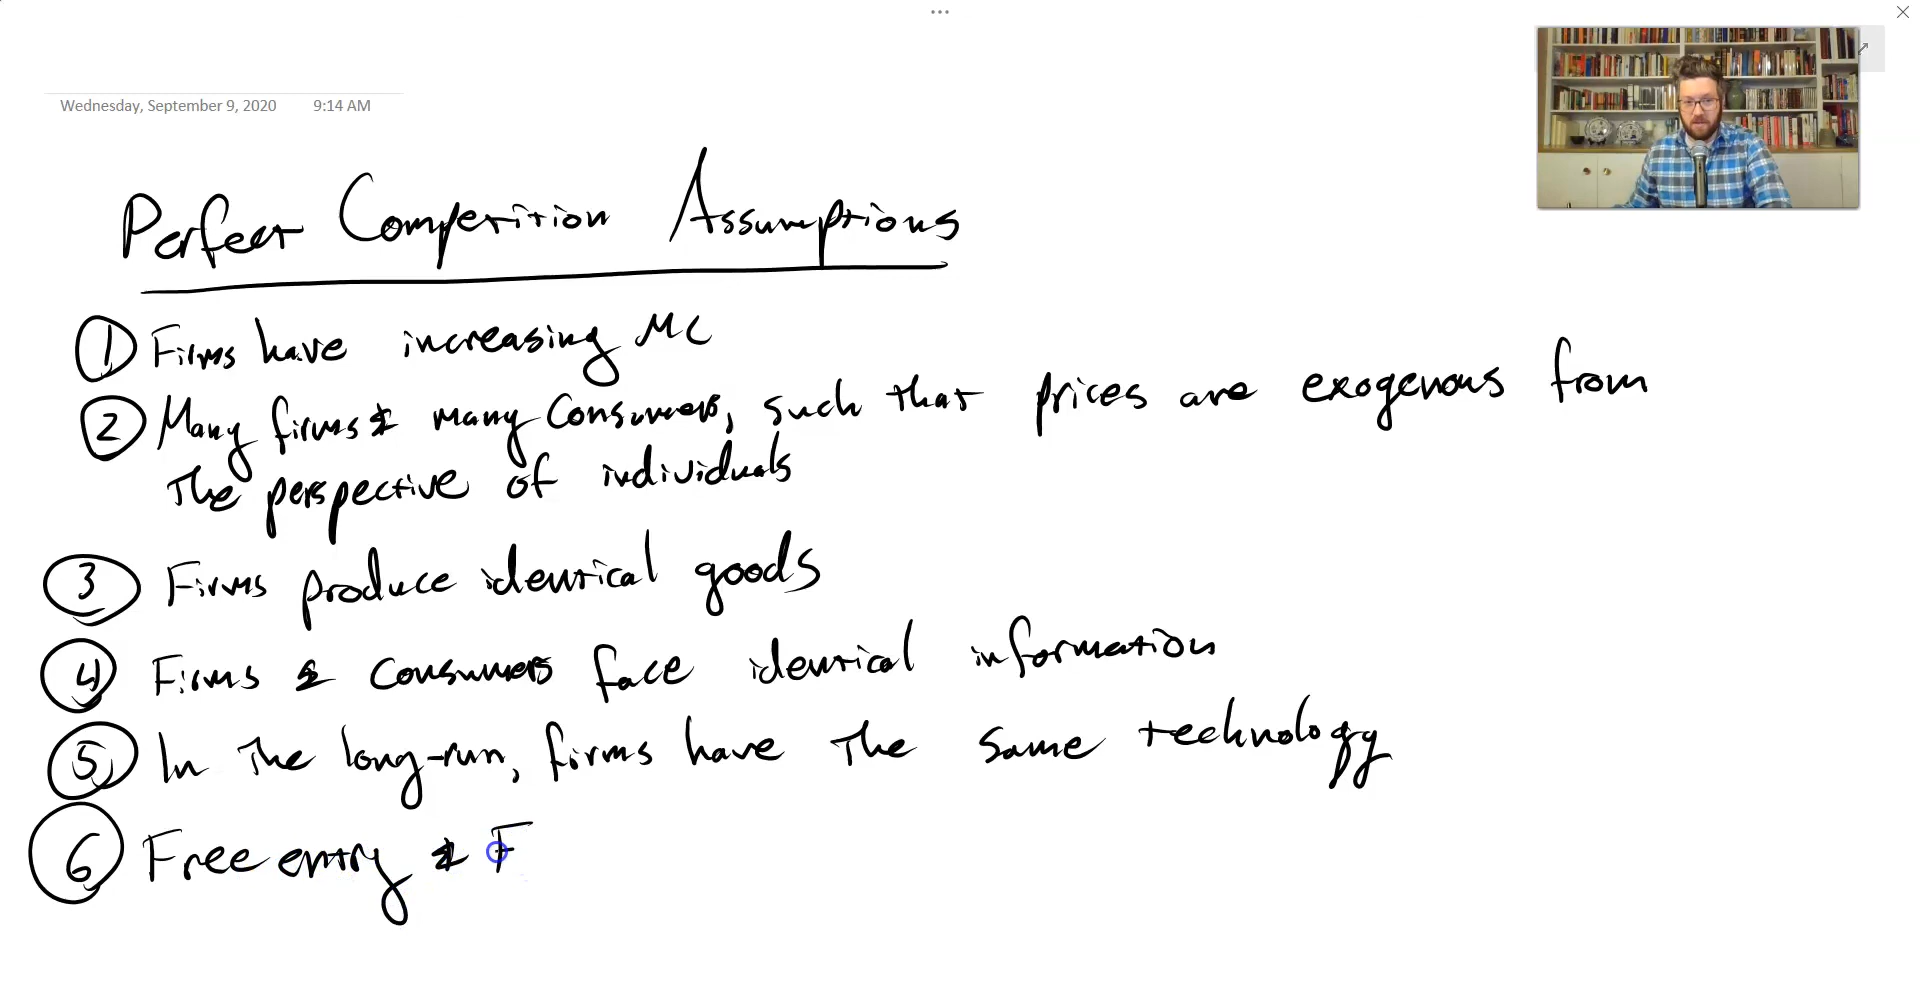 Wednesday, September 9, 2020 9:14 AM
Perfect Competition Assumptions
1 Firms have increasing MC
2 Many firms & many consumers, such that prices are exogenous from
the perspective of individuals
3 Firms produce identical goods
4 Firms & consumers face identical information
5 In the long-run, firms have the same technology
6 Free entry & F